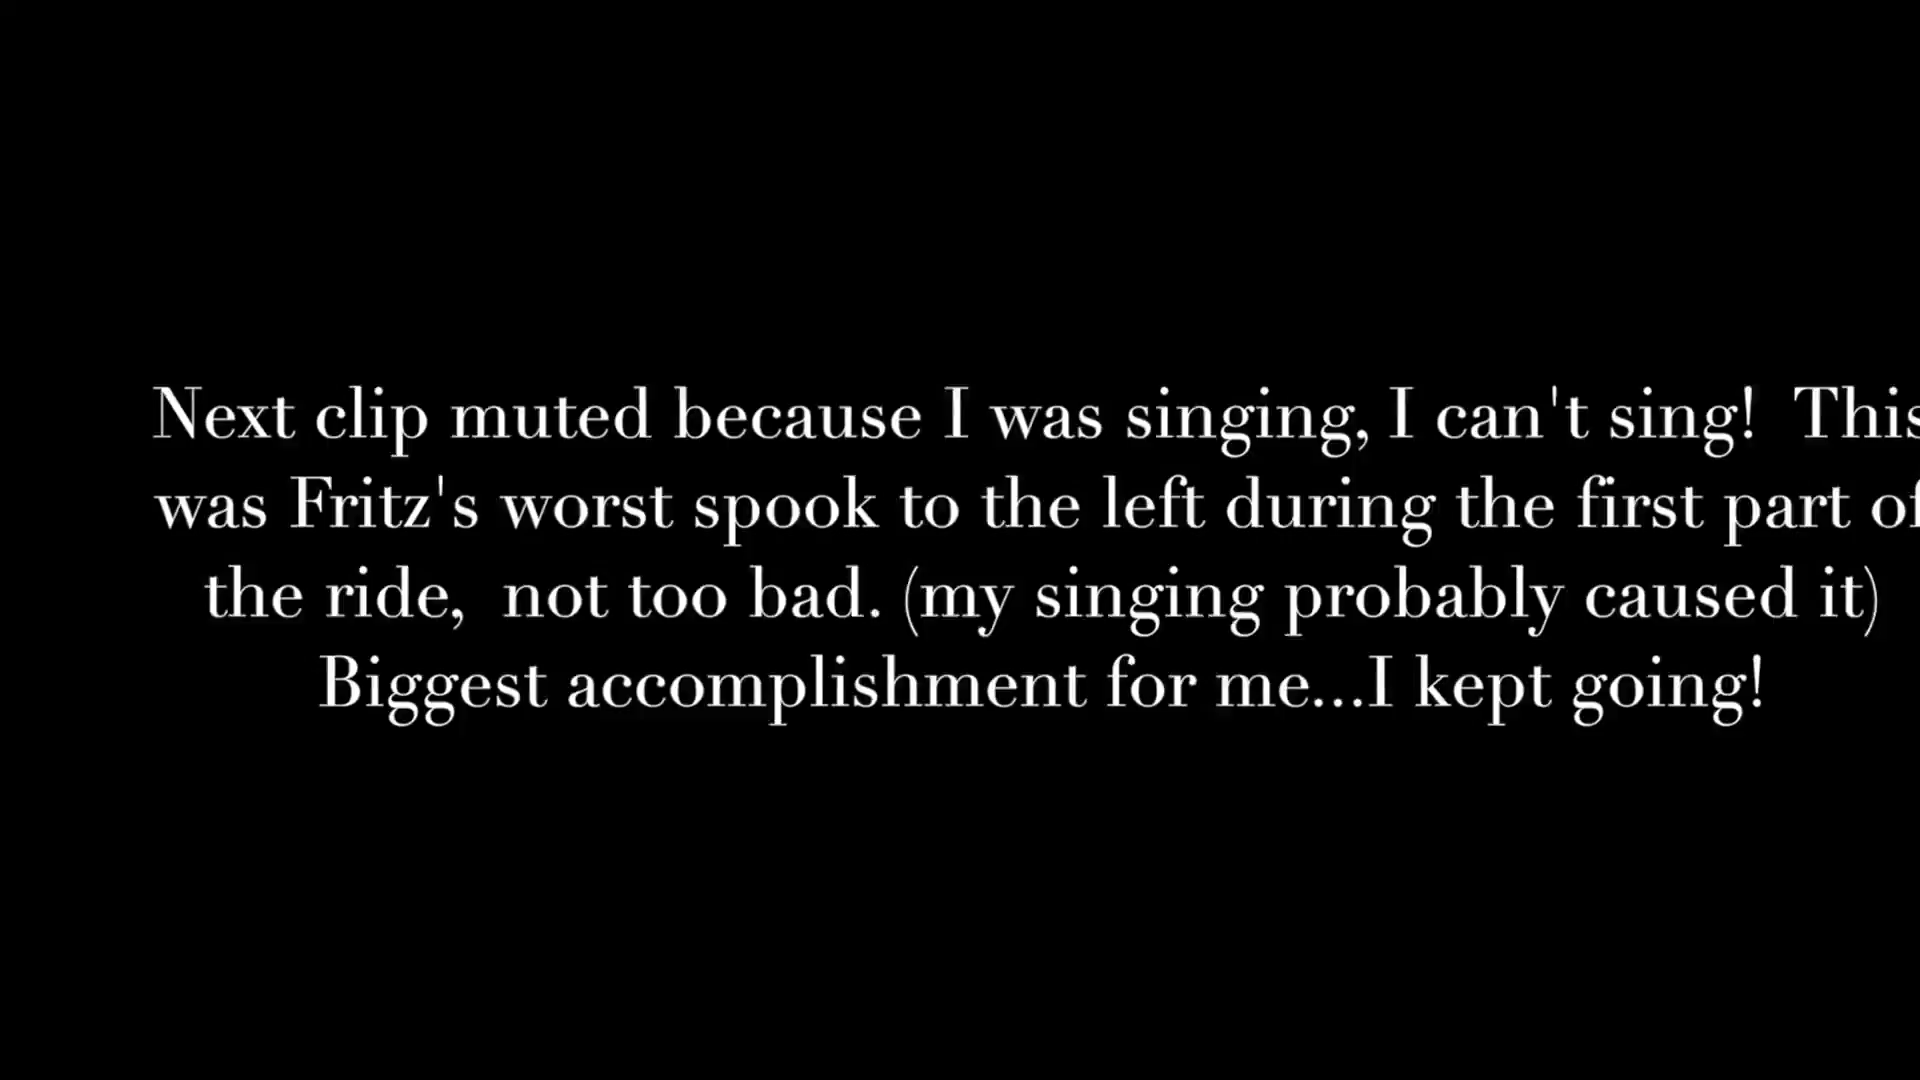 Next clip muted because I was singing, I can't sing!  This
was Fritz's worst spook to the left during the first part of
the ride,  not too bad. (my singing probably caused it)
Biggest accomplishment for me...I kept going!